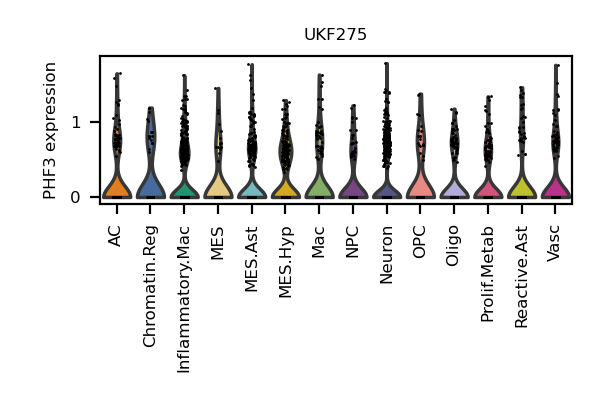 UKF275
PHF3 expression
1
0
AC
Chromatin.Reg
Inflammatory.Mac
MES
MES.Ast
MES.Hyp
Mac
NPC
Neuron
OPC
Oligo
Prolif.Metab
Reactive.Ast
Vasc